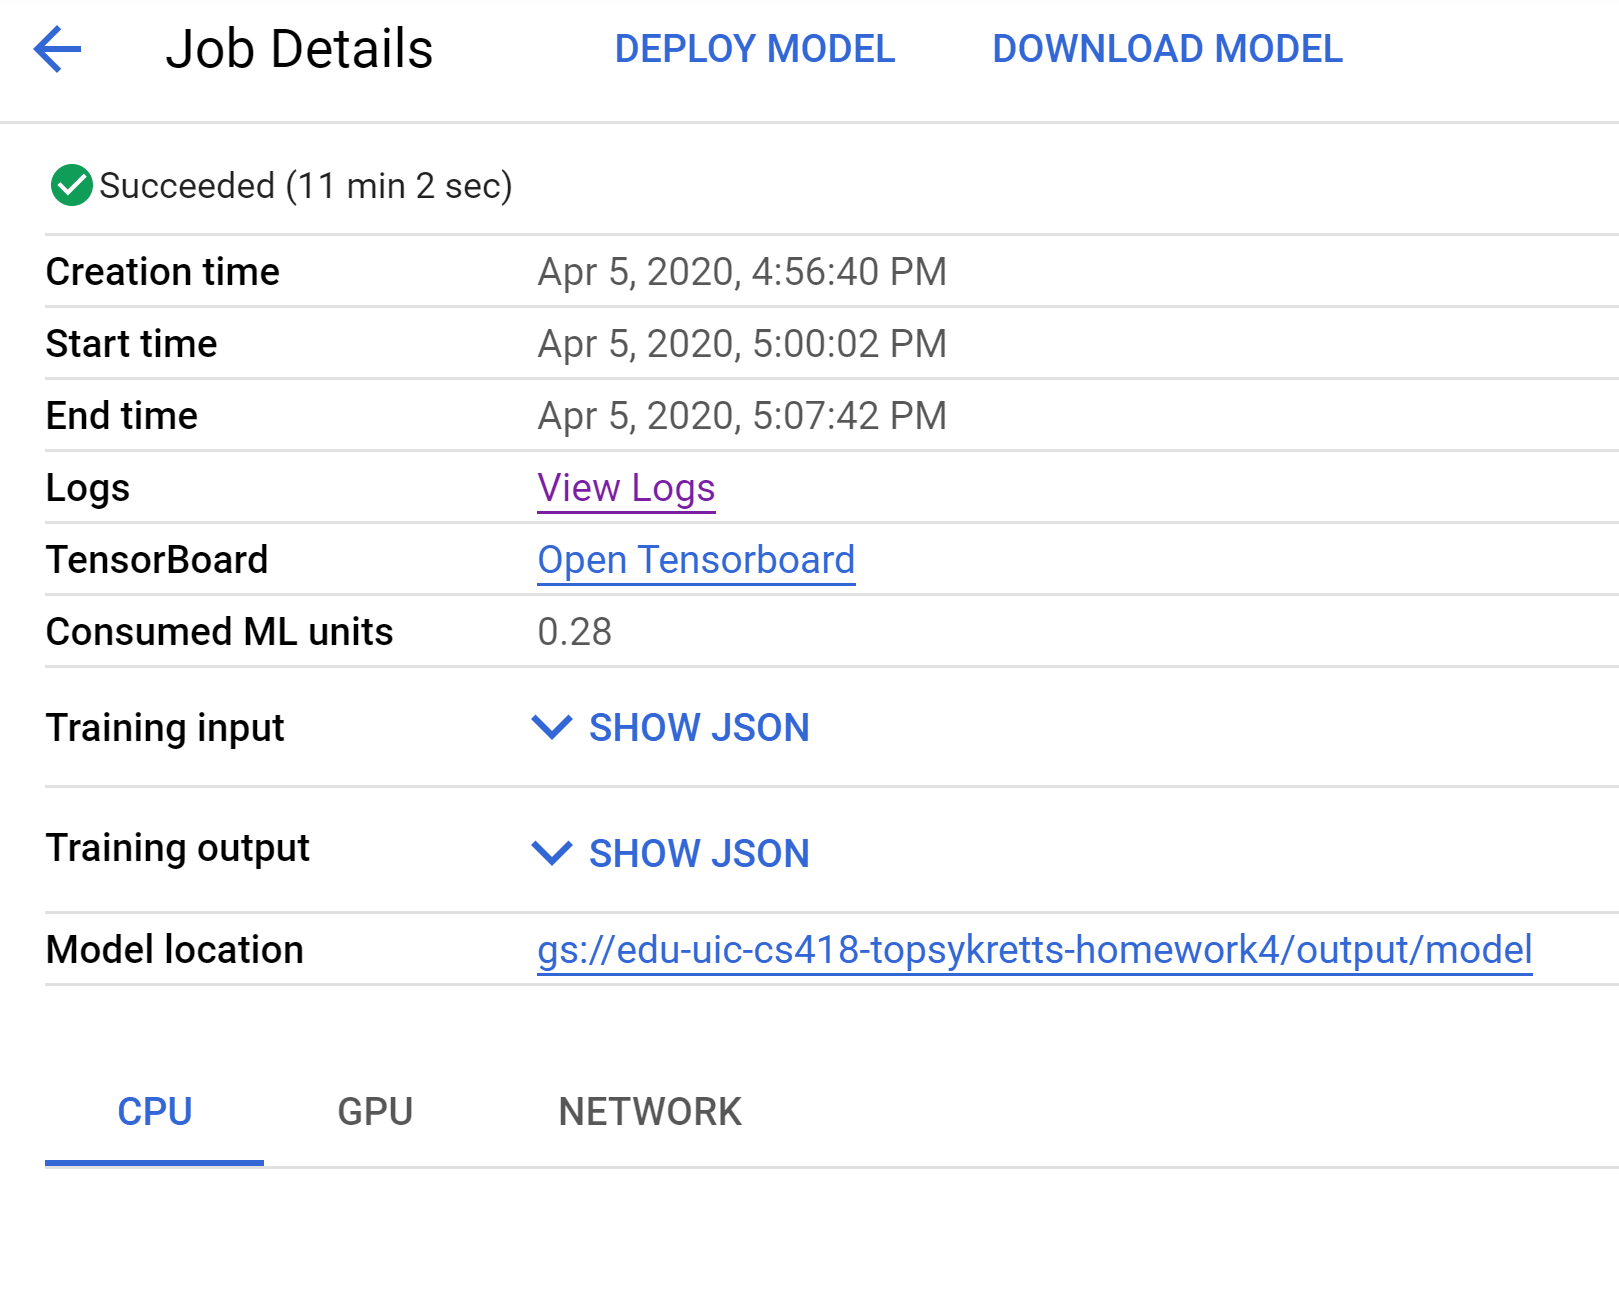 Job Details DEPLOY MODEL DOWNLOAD MODEL
Succeeded (11 min 2 sec)
Creation time Apr 5, 2020, 4:56:40 PM
Start time Apr 5, 2020, 5:00:02 PM
End time Apr 5, 2020, 5:07:42 PM
Logs View Logs
TensorBoard Open Tensorboard
Consumed ML units 0.28
Training input SHOW JSON
Training output SHOW JSON
Model location gs://edu-uic-cs418-topsykretts-homework4/output/model
CPU GPU NETWORK